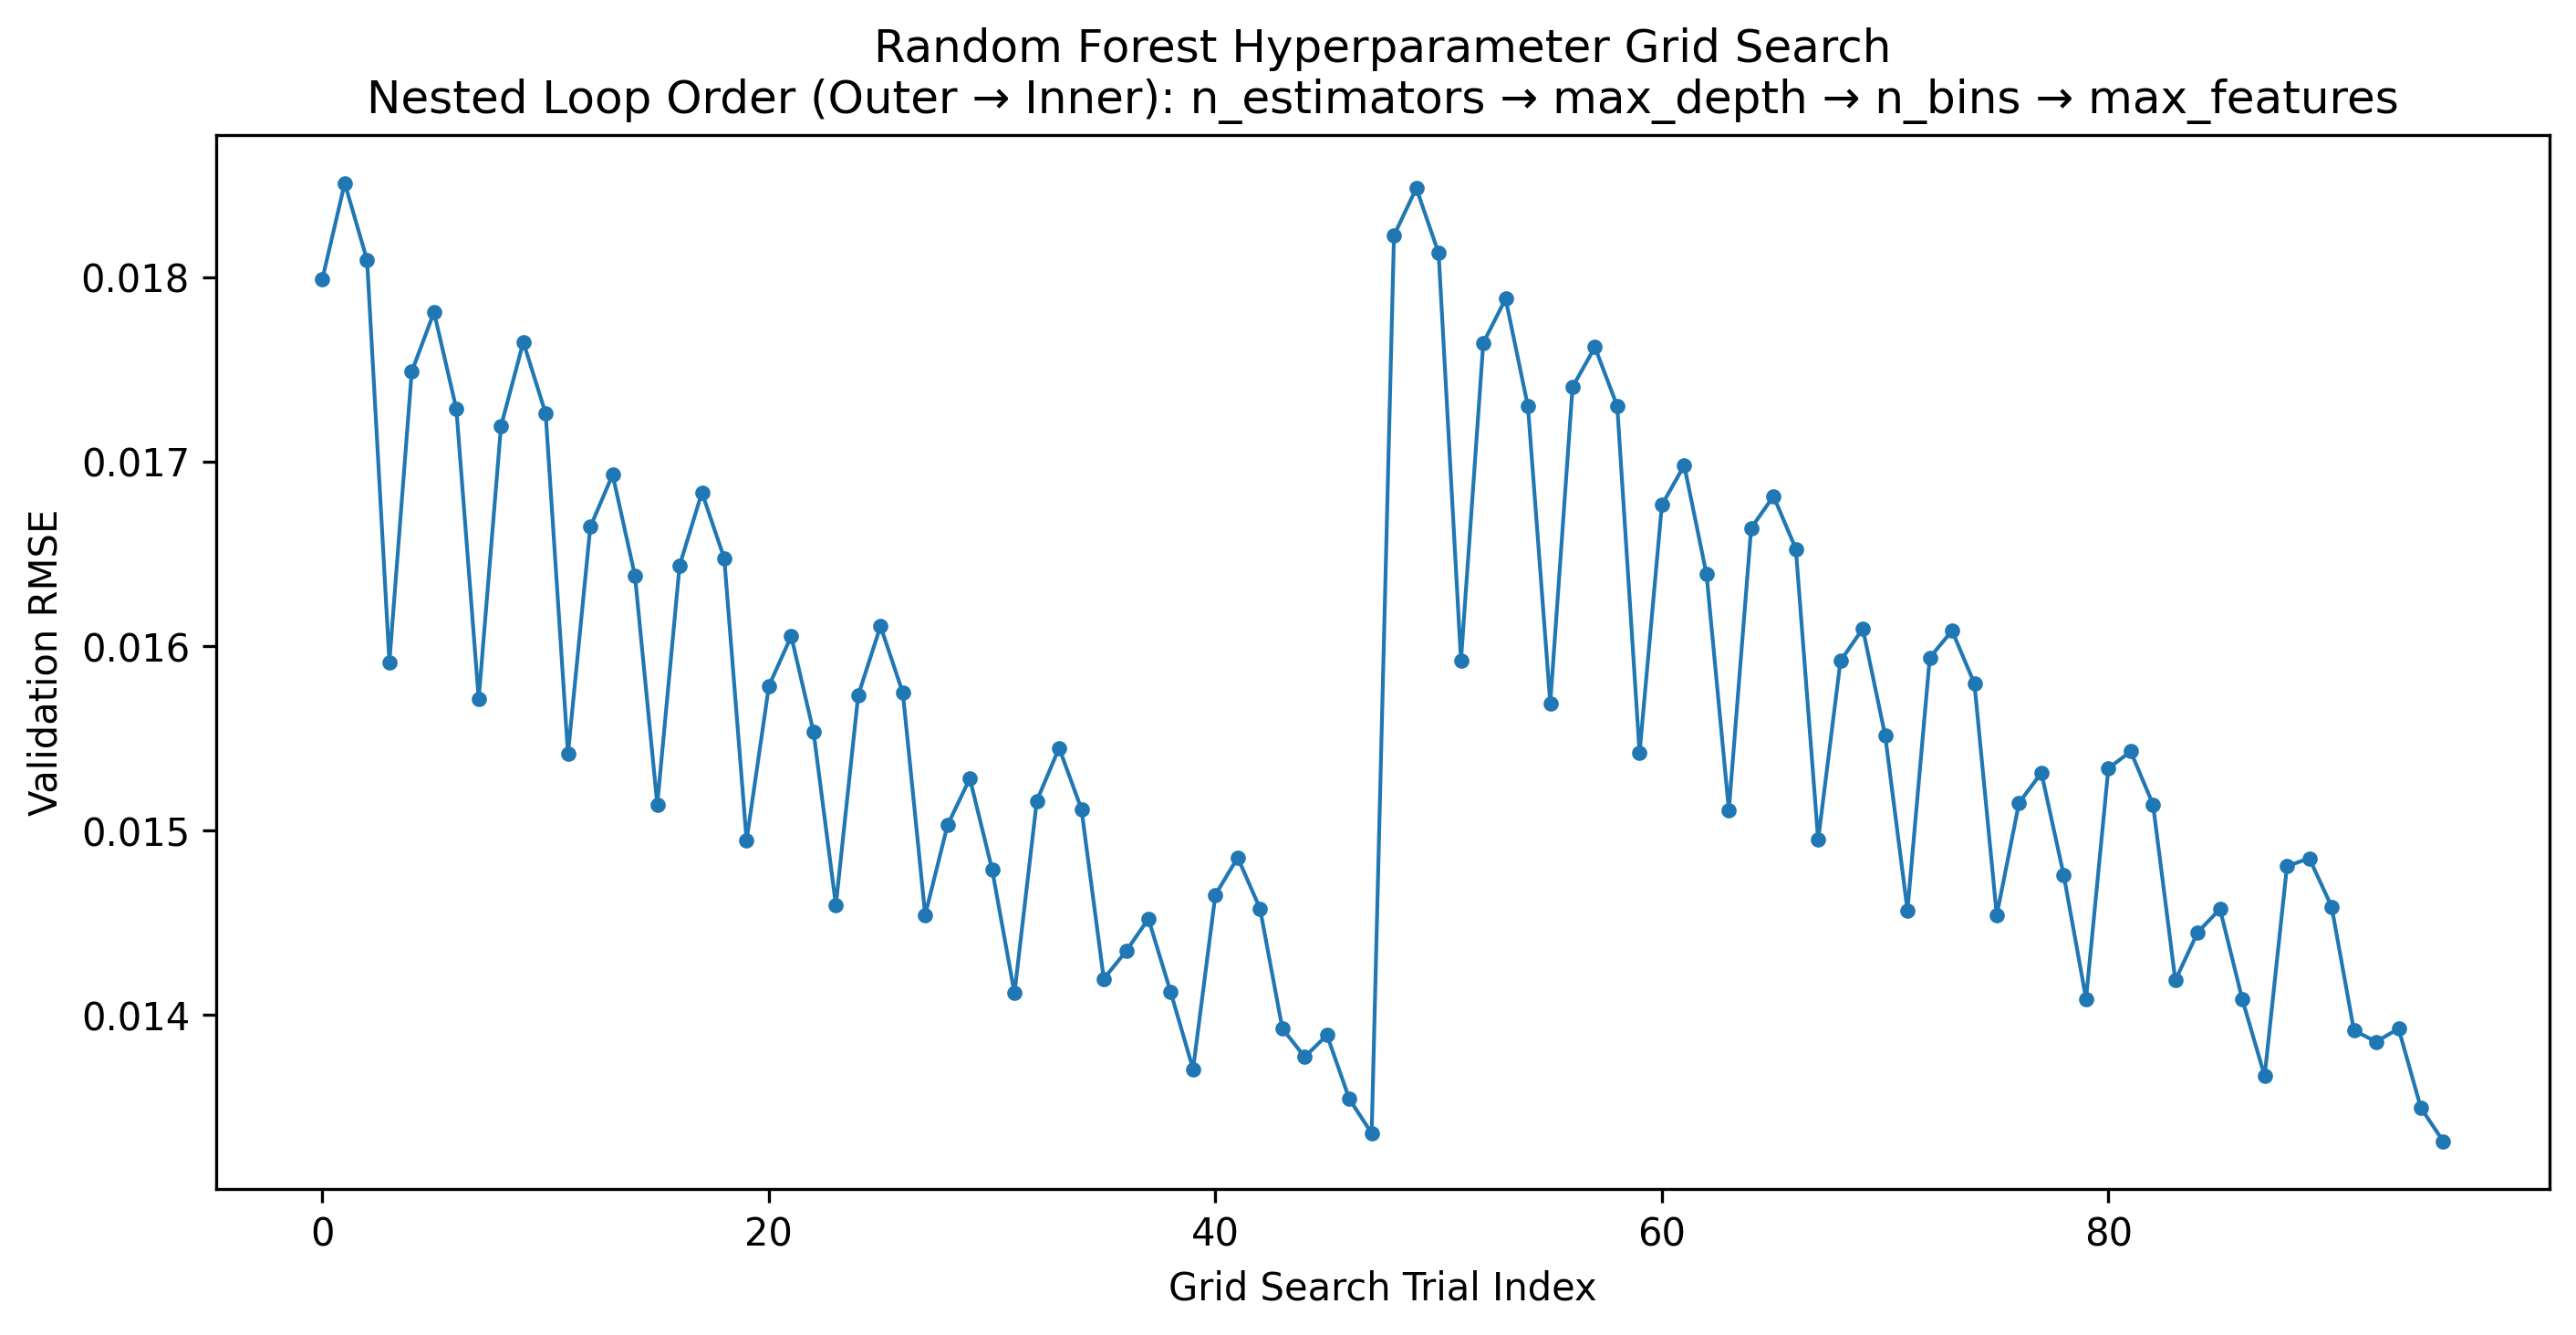 Random Forest Hyperparameter Grid Search
Nested Loop Order (Outer → Inner): n_estimators → max_depth → n_bins → max_features
Validation RMSE
0.018
0.017
0.016
0.015
0.014
0
20
40
60
80
Grid Search Trial Index